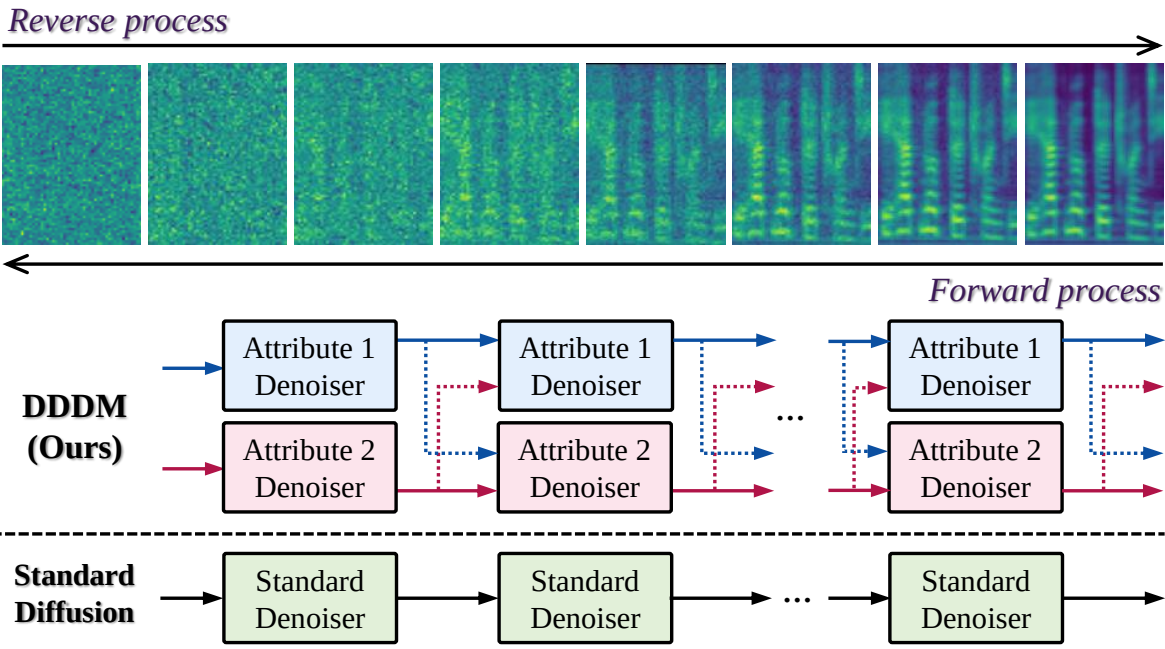 Reverse process
Forward process
DDDM
(Ours)
Attribute 1
Denoiser
Attribute 1
Denoiser
...
Attribute 1
Denoiser
Attribute 2
Denoiser
Attribute 2
Denoiser
Attribute 2
Denoiser
Standard
Diffusion
Standard
Denoiser
Standard
Denoiser
...
Standard
Denoiser